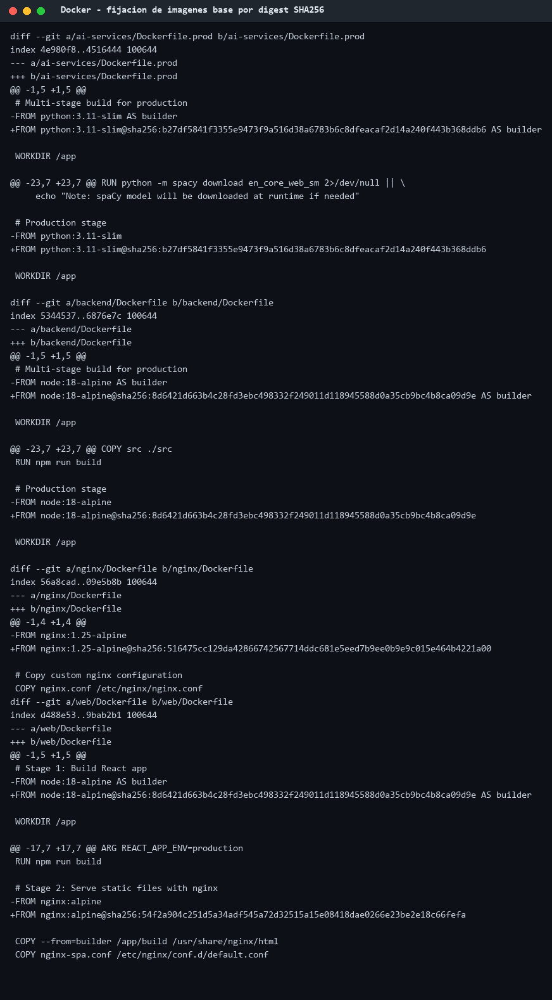 Docker - fijacion de imagenes base por digest SHA256
diff --git a/ai-services/Dockerfile.prod b/ai-services/Dockerfile.prod
index 4e980f8..4516444 100644
--- a/ai-services/Dockerfile.prod
+++ b/ai-services/Dockerfile.prod
@@ -1,5 +1,5 @@
 # Multi-stage build for production
-FROM python:3.11-slim AS builder
+FROM python:3.11-slim@sha256:b27df5841f3355e9473f9a516d38a6783b6c8dfeacaf2d14a240f443b368ddb6 AS builder
 WORKDIR /app
@@ -23,7 +23,7 @@ RUN python -m spacy download en_core_web_sm 2>/dev/null || \
     echo "Note: spaCy model will be downloaded at runtime if needed"
 # Production stage
-FROM python:3.11-slim
+FROM python:3.11-slim@sha256:b27df5841f3355e9473f9a516d38a6783b6c8dfeacaf2d14a240f443b368ddb6
 WORKDIR /app
diff --git a/backend/Dockerfile b/backend/Dockerfile
index 5344537..6876e7c 100644
--- a/backend/Dockerfile
+++ b/backend/Dockerfile
@@ -1,5 +1,5 @@
 # Multi-stage build for production
-FROM node:18-alpine AS builder
+FROM node:18-alpine@sha256:8d6421d663b4c28fd3ebc498332f249011d118945588d0a35cb9bc4b8ca09d9e AS builder
 WORKDIR /app
@@ -23,7 +23,7 @@ COPY src ./src
 RUN npm run build
 # Production stage
-FROM node:18-alpine
+FROM node:18-alpine@sha256:8d6421d663b4c28fd3ebc498332f249011d118945588d0a35cb9bc4b8ca09d9e
 WORKDIR /app
diff --git a/nginx/Dockerfile b/nginx/Dockerfile
index 56a8cad..09e5b8b 100644
--- a/nginx/Dockerfile
+++ b/nginx/Dockerfile
@@ -1,4 +1,4 @@
-FROM nginx:1.25-alpine
+FROM nginx:1.25-alpine@sha256:516475cc129da42866742567714ddc681e5eed7b9ee0b9e9c015e464b4221a00
 # Copy custom nginx configuration
 COPY nginx.conf /etc/nginx/nginx.conf
diff --git a/web/Dockerfile b/web/Dockerfile
index d488e53..9bab2b1 100644
--- a/web/Dockerfile
+++ b/web/Dockerfile
@@ -1,5 +1,5 @@
 # Stage 1: Build React app
-FROM node:18-alpine AS builder
+FROM node:18-alpine@sha256:8d6421d663b4c28fd3ebc498332f249011d118945588d0a35cb9bc4b8ca09d9e AS builder
 WORKDIR /app
@@ -17,7 +17,7 @@ ARG REACT_APP_ENV=production
 RUN npm run build
 # Stage 2: Serve static files with nginx
-FROM nginx:alpine
+FROM nginx:alpine@sha256:54f2a904c251d5a34adf545a72d32515a15e08418dae0266e23be2e18c66fefa
 COPY --from=builder /app/build /usr/share/nginx/html
 COPY nginx-spa.conf /etc/nginx/conf.d/default.conf